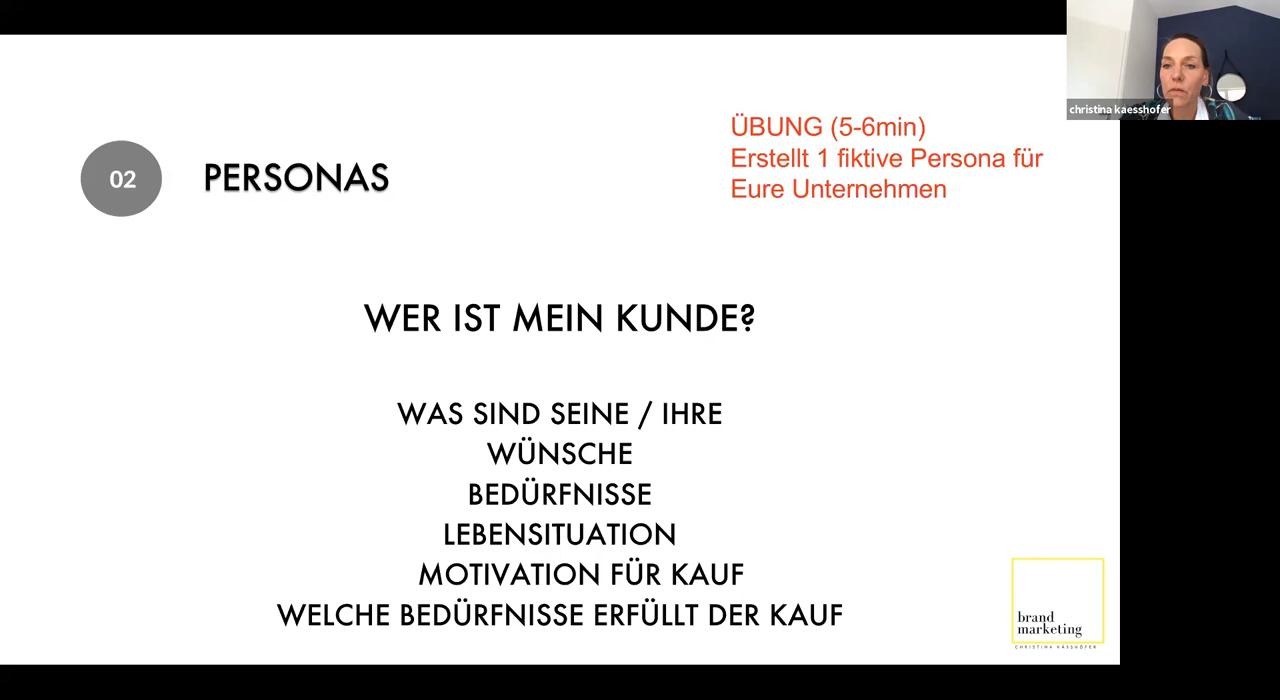 christina kaesshofer
ÜBUNG (5-6min)
Erstellt 1 fiktive Persona für
Eure Unternehmen
02
PERSONAS
WER IST MEIN KUNDE?
WAS SIND SEINE / IHRE
WÜNSCHE
BEDÜRFNISSE
LEBENSITUATION
MOTIVATION FÜR KAUF
WELCHE BEDÜRFNISSE ERFÜLLT DER KAUF
brand
marketing
CHRISTINA KÄSSHÖFER